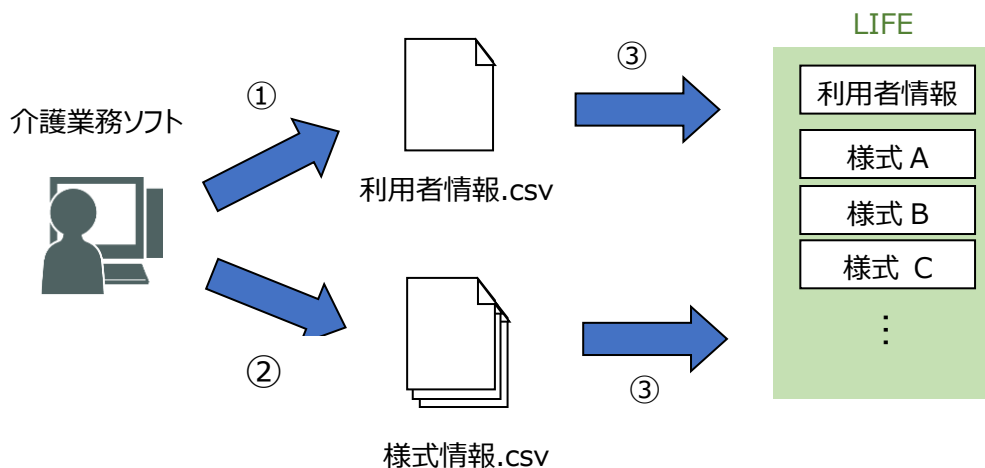 LIFE
①
③
介護業務ソフト
利用者情報
様式 A
利用者情報.csv
様式 B
様式 C
⋮
②
③
様式情報.csv